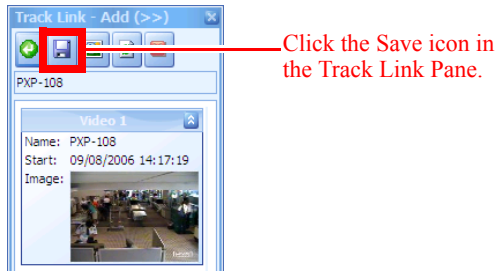 Track Link - Add (>>)
Click the Save icon in
the Track Link Pane.
PXP-108
Video 1
Name: PXP-108
Start: 09/08/2006 14:17:19
Image: